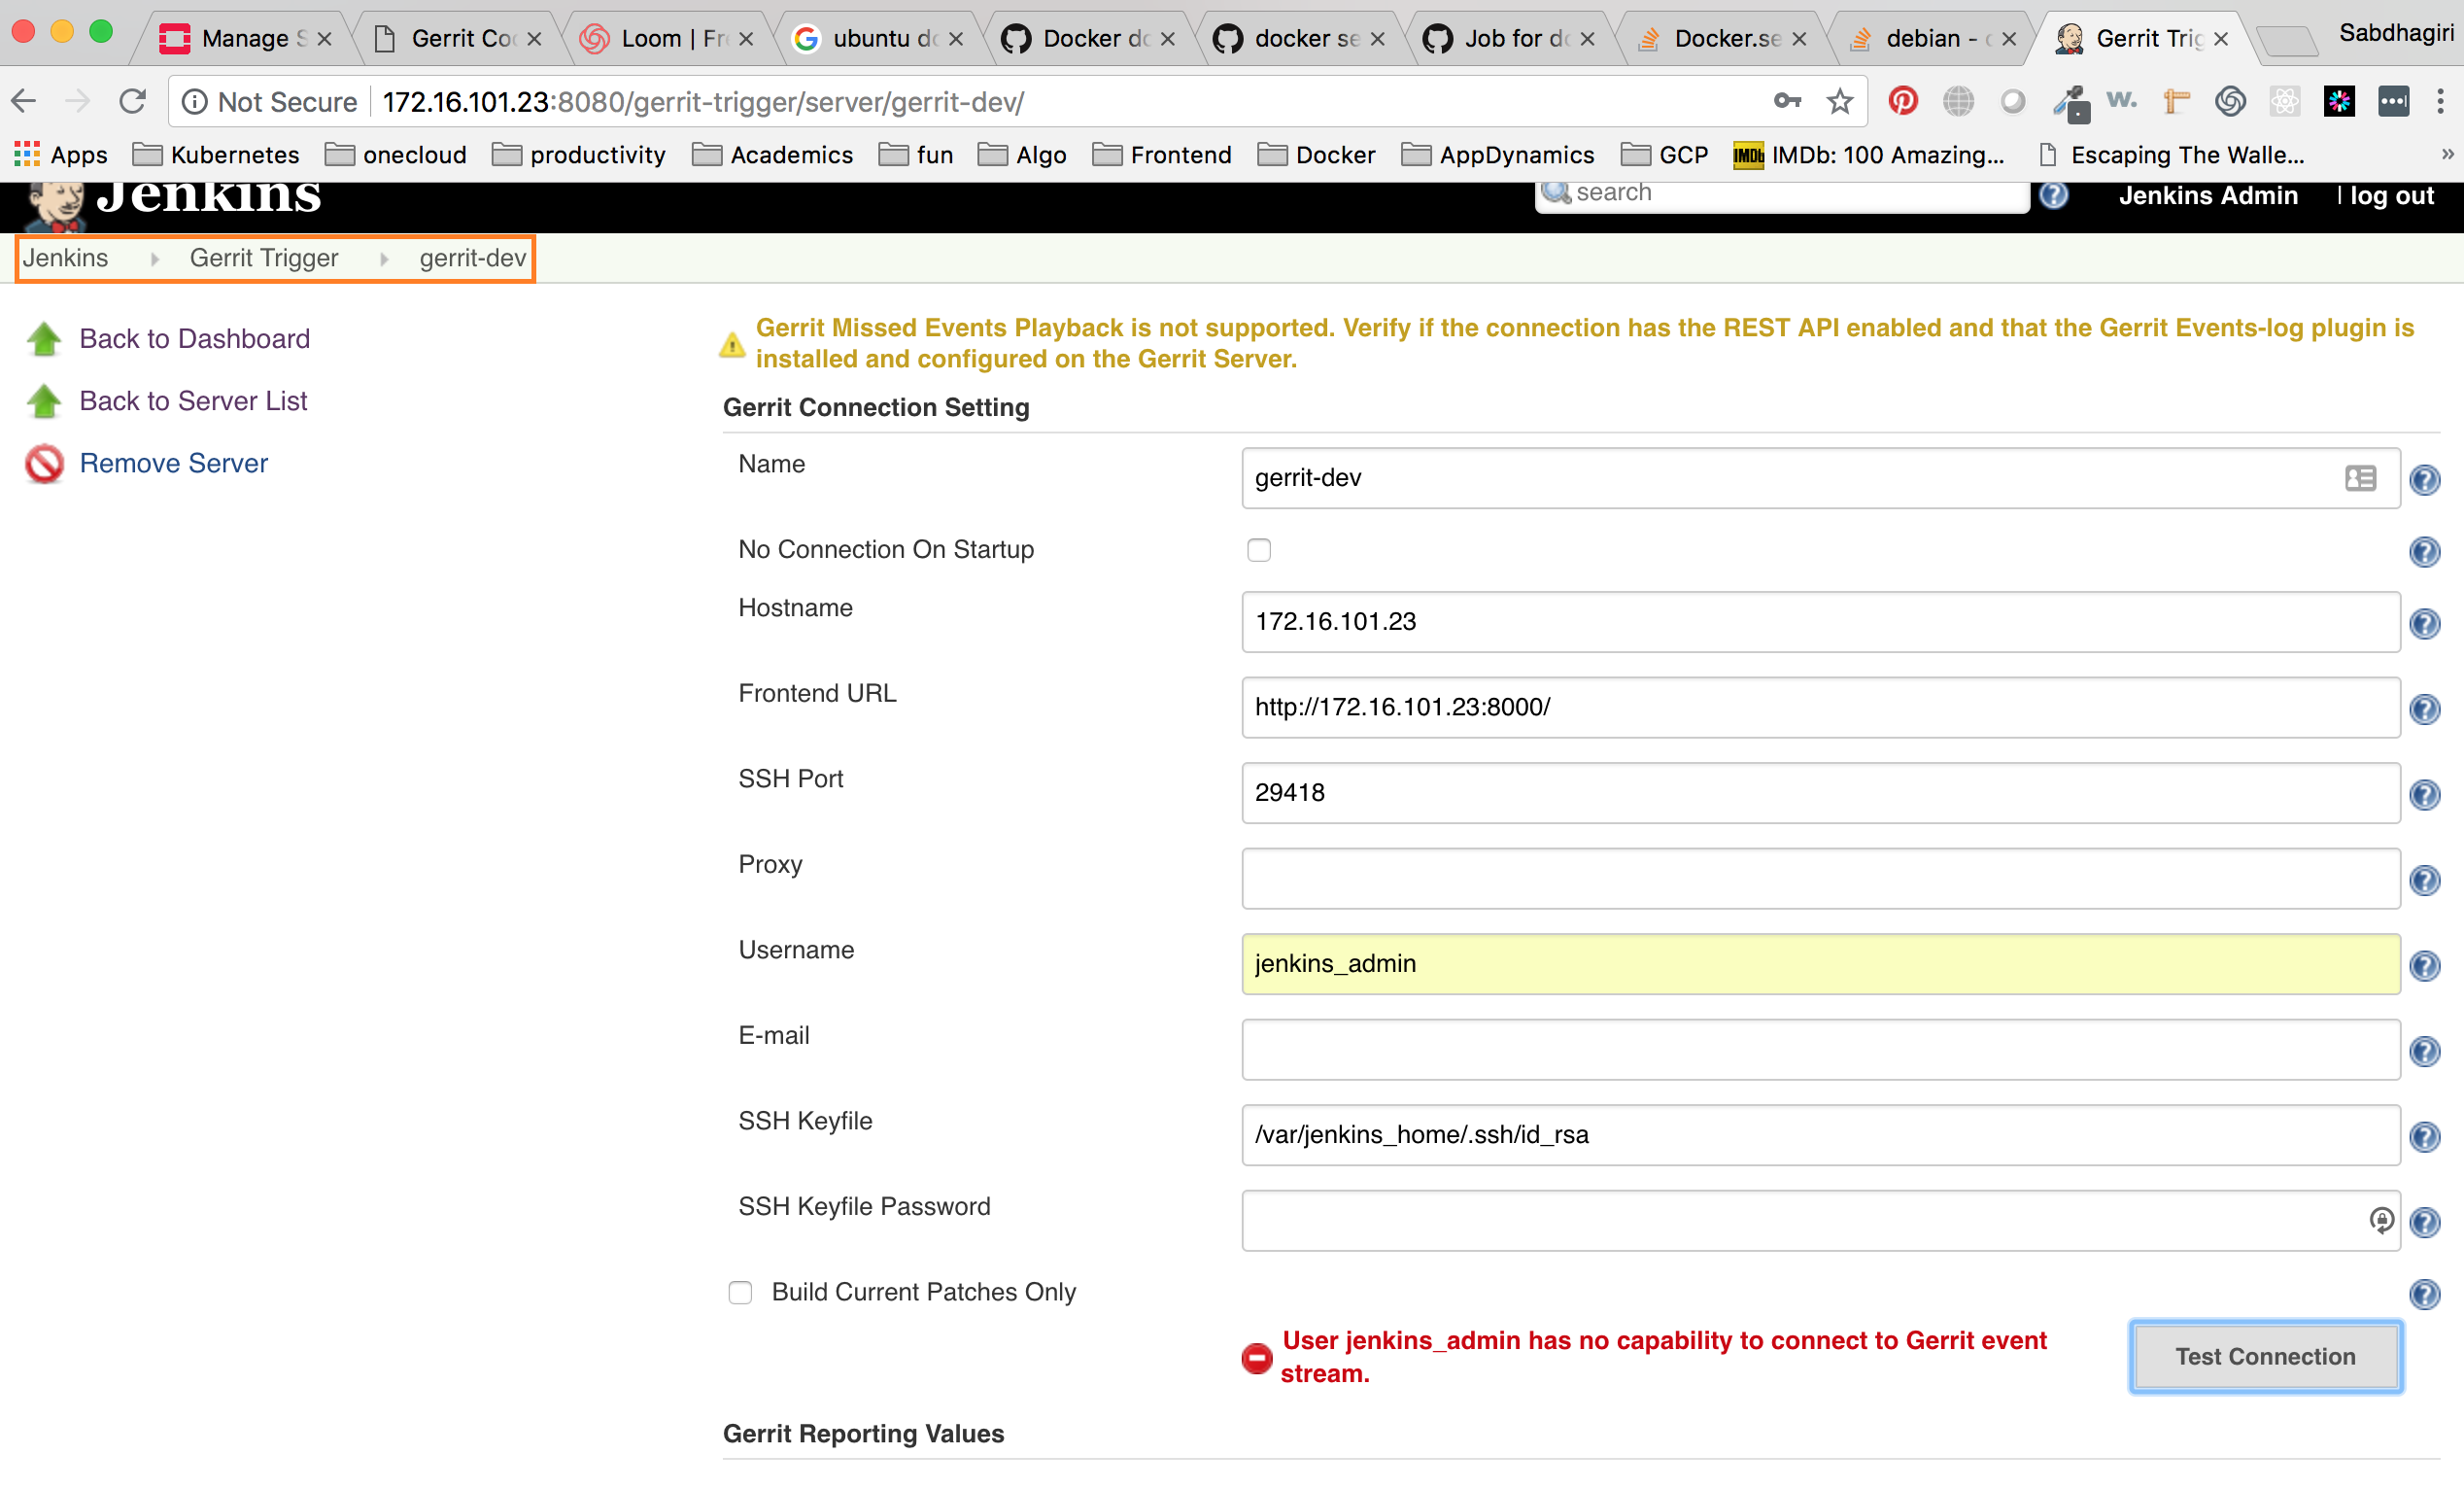 Manage S
Gerrit Co
Loom | Fre
ubuntu do
Docker do
docker se
Job for do
Docker.se
debian -
Gerrit Trig
Sabdhagiri
Not Secure
172.16.101.23:8080/gerrit-trigger/server/gerrit-dev/
w.
Apps
Kubernetes
onecloud
productivity
Academics
fun
Algo
Frontend
Docker
AppDynamics
GCP
IMDb
IMDb: 100 Amazing...
Escaping The Walle...
»
Jenkins
search
Jenkins Admin
| log out
Jenkins
Gerrit Trigger
gerrit-dev
Back to Dashboard
Back to Server List
Remove Server
Gerrit Missed Events Playback is not supported. Verify if the connection has the REST API enabled and that the Gerrit Events-log plugin is
installed and configured on the Gerrit Server.
Gerrit Connection Setting
Name
gerrit-dev
No Connection On Startup
Hostname
172.16.101.23
Frontend URL
http://172.16.101.23:8000/
SSH Port
29418
Proxy
Username
jenkins_admin
E-mail
SSH Keyfile
/var/jenkins_home/.ssh/id_rsa
SSH Keyfile Password
Build Current Patches Only
User jenkins_admin has no capability to connect to Gerrit event
stream.
Test Connection
Gerrit Reporting Values